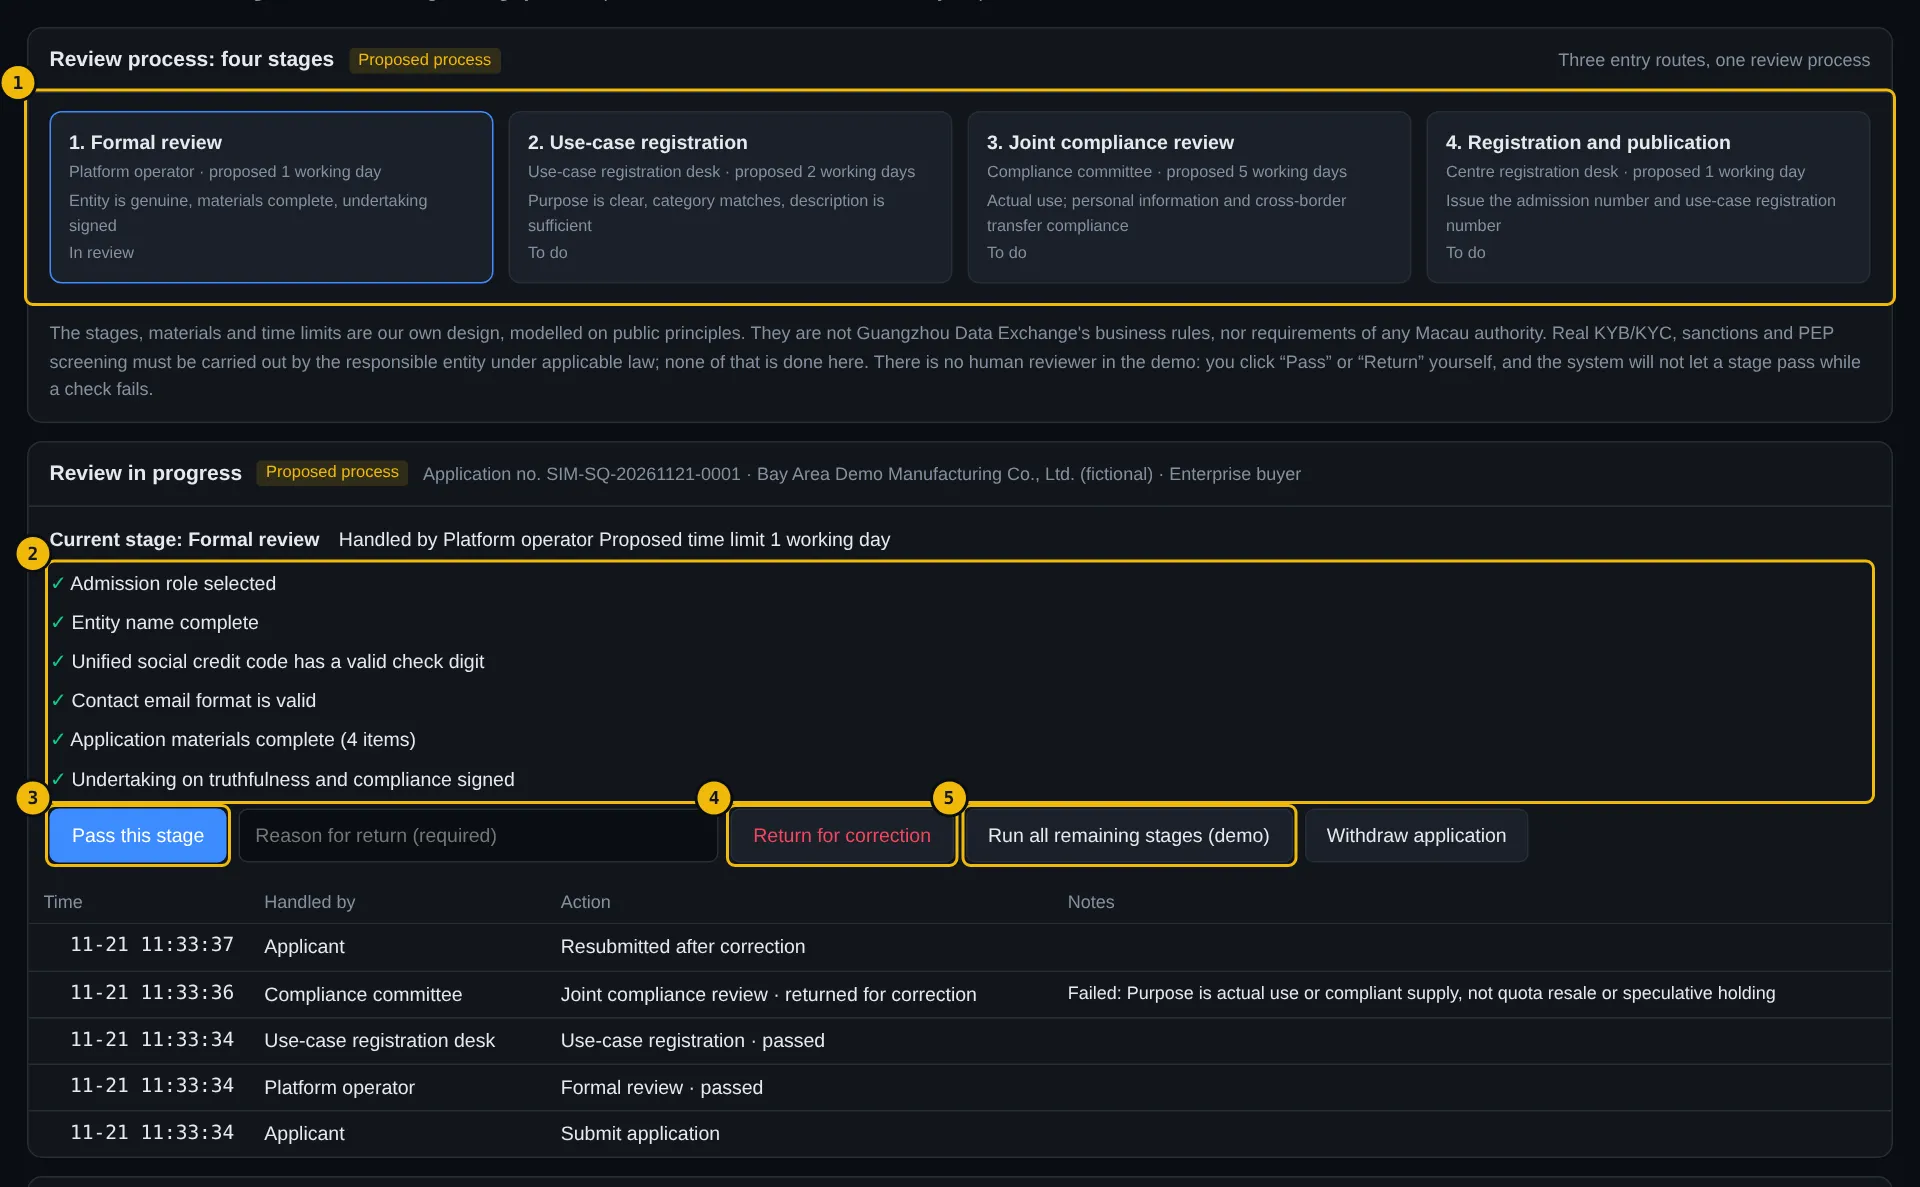 Review process: four stages Proposed process Three entry routes, one review process
1
1. Formal review
Platform operator · proposed 1 working day
Entity is genuine, materials complete, undertaking
signed
In review
2. Use-case registration
Use-case registration desk · proposed 2 working days
Purpose is clear, category matches, description is
sufficient
To do
3. Joint compliance review
Compliance committee · proposed 5 working days
Actual use; personal information and cross-border
transfer compliance
To do
4. Registration and publication
Centre registration desk · proposed 1 working day
Issue the admission number and use-case registration
number
To do
The stages, materials and time limits are our own design, modelled on public principles. They are not Guangzhou Data Exchange's business rules, nor requirements of any Macau authority. Real KYB/KYC, sanctions and PEP
screening must be carried out by the responsible entity under applicable law; none of that is done here. There is no human reviewer in the demo: you click “Pass” or “Return” yourself, and the system will not let a stage pass while
a check fails.
Review in progress Proposed process Application no. SIM-SQ-20261121-0001 · Bay Area Demo Manufacturing Co., Ltd. (fictional) · Enterprise buyer
Current stage: Formal review Handled by Platform operator Proposed time limit 1 working day
2
✓ Admission role selected
✓ Entity name complete
✓ Unified social credit code has a valid check digit
✓ Contact email format is valid
✓ Application materials complete (4 items)
✓ Undertaking on truthfulness and compliance signed
3 4 5
Pass this stage Reason for return (required) Return for correction Run all remaining stages (demo) Withdraw application
Time Handled by Action Notes
11-21 11:33:37 Applicant Resubmitted after correction
11-21 11:33:36 Compliance committee Joint compliance review · returned for correction Failed: Purpose is actual use or compliant supply, not quota resale or speculative holding
11-21 11:33:34 Use-case registration desk Use-case registration · passed
11-21 11:33:34 Platform operator Formal review · passed
11-21 11:33:34 Applicant Submit application